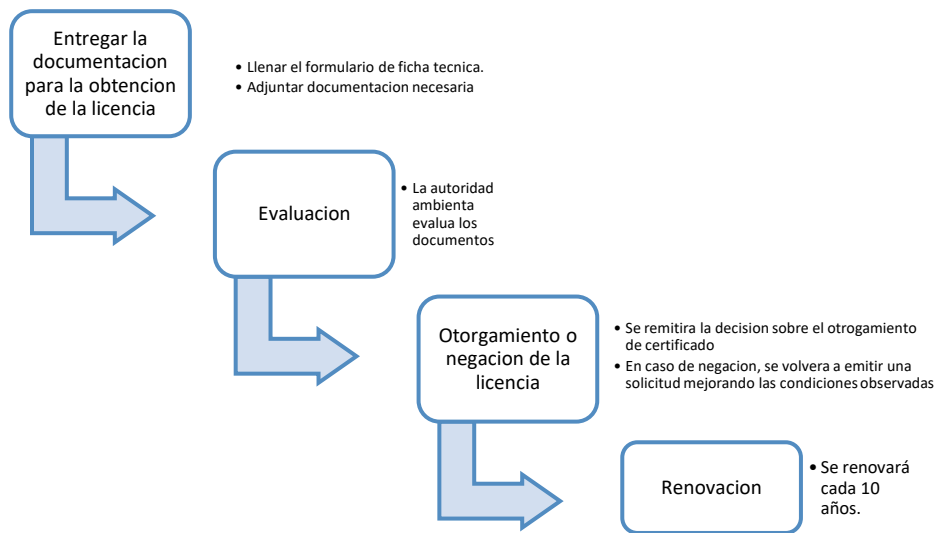 Entregar la
documentacion
para la obtencion
de la licencia
• Llenar el formulario de ficha tecnica.
• Adjuntar documentacion necesaria
Evaluacion
• La autoridad
ambienta
evalua los
documentos
Otorgamiento o
negacion de la
licencia
• Se remitira la decision sobre el otrogamiento
de certificado
• En caso de negacion, se volvera a emitir una
solicitud mejorando las condiciones observadas
Renovacion
• Se renovará
cada 10
años.